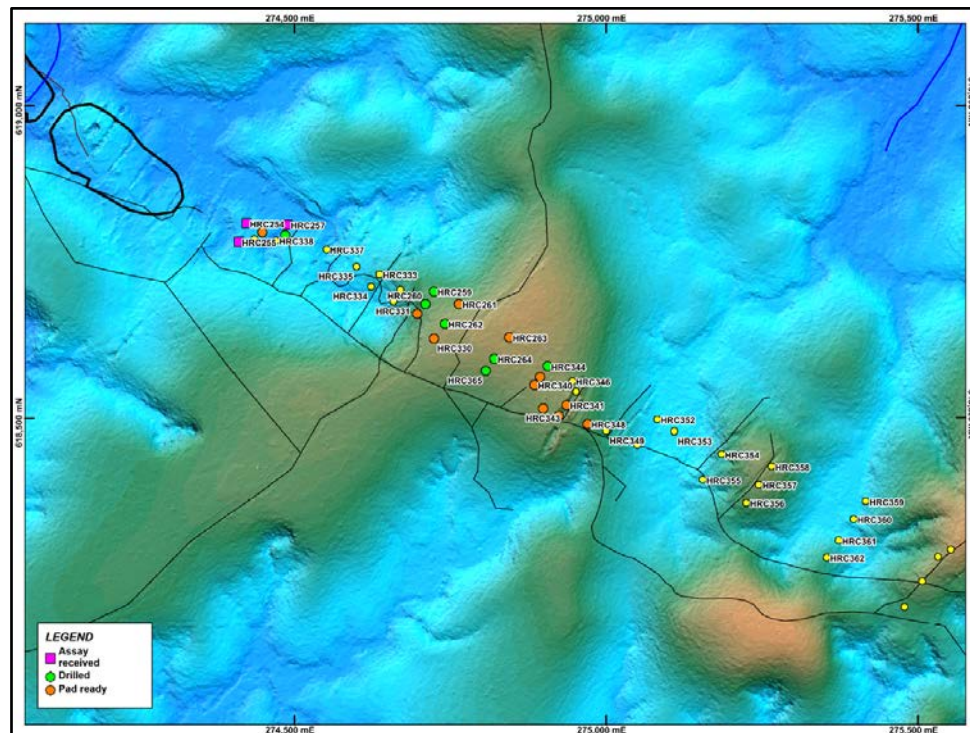 274,500 mE
275,000 mE
275,500 mE
619,000 mN
HRC254
HRC257
HRC255
HRC338
HRC337
HRC335
HRC333
HRC334
HRC260
HRC259
HRC261
HRC331
HRC262
HRC330
HRC263
HRC264
HRC344
HRC365
HRC340
HRC346
HRC341
HRC343
HRC348
HRC349
HRC352
HRC353
HRC354
HRC358
HRC355
HRC357
HRC356
HRC359
HRC360
HRC361
HRC362
618,500 mN
LEGEND
Assay
received
Drilled
Pad ready
274,500 mE
275,000 mE
275,500 mE